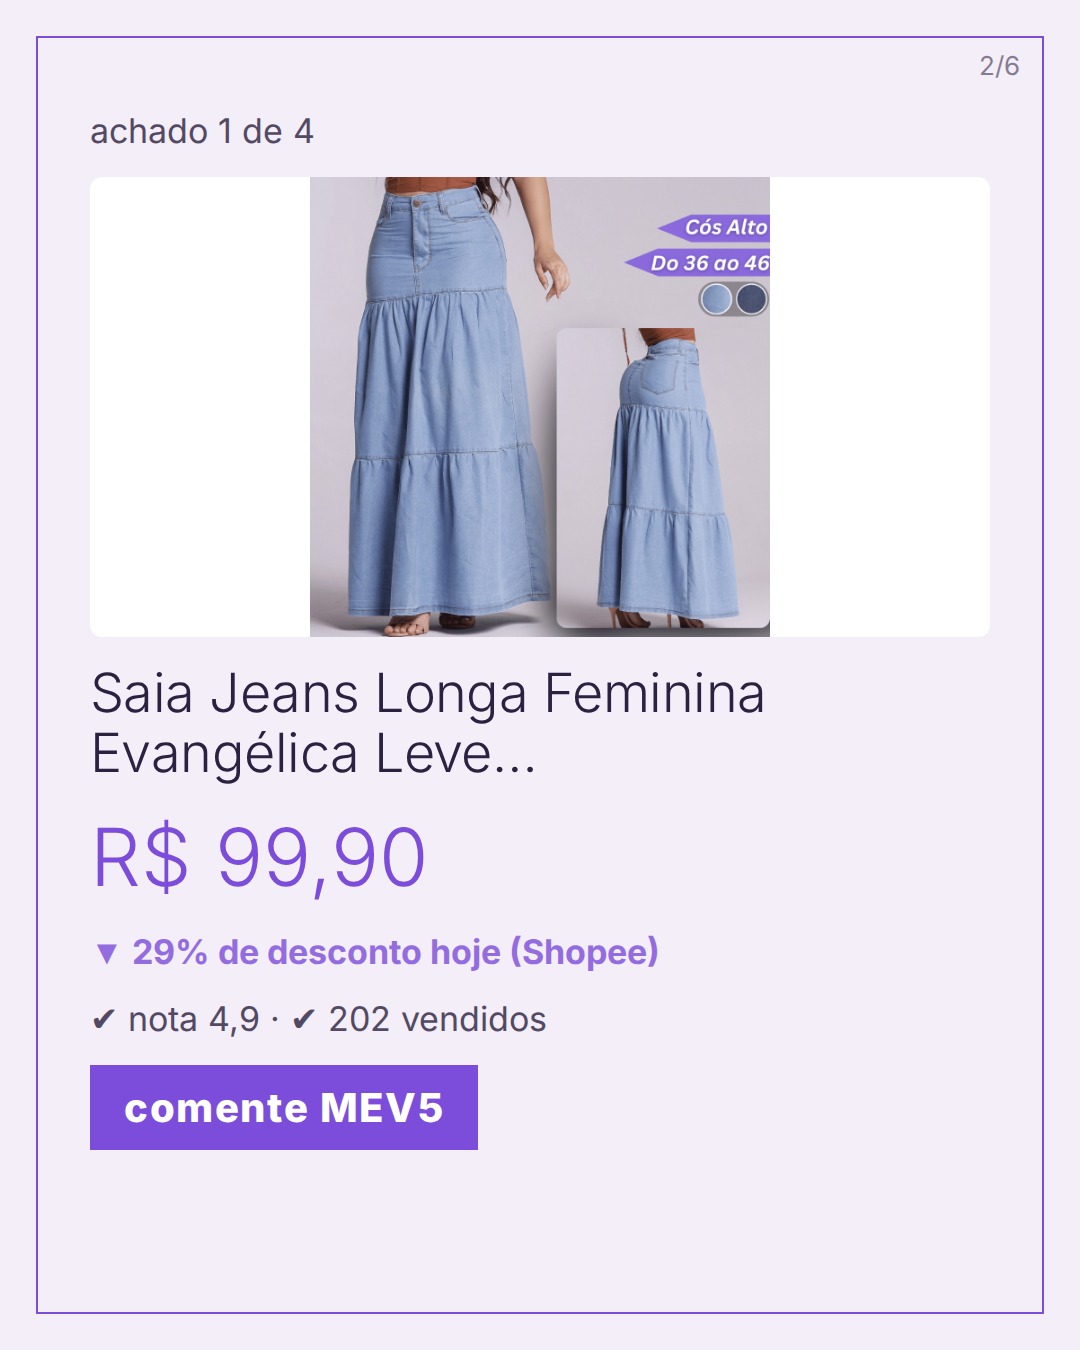 2/6
achado 1 de 4
Cós Alto
Do 36 ao 46
Saia Jeans Longa Feminina
Evangélica Leve...
R$ 99,90
▼ 29% de desconto hoje (Shopee)
✔ nota 4,9 · ✔ 202 vendidos
comente MEV5